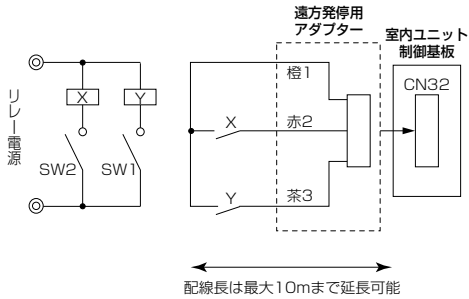 遠方発停用
アダプター
室内ユニット
制御基板
リレー電源
X
Y
SW2
SW1
橙1
X
赤2
Y
茶3
CN32
配線長は最大10mまで延長可能